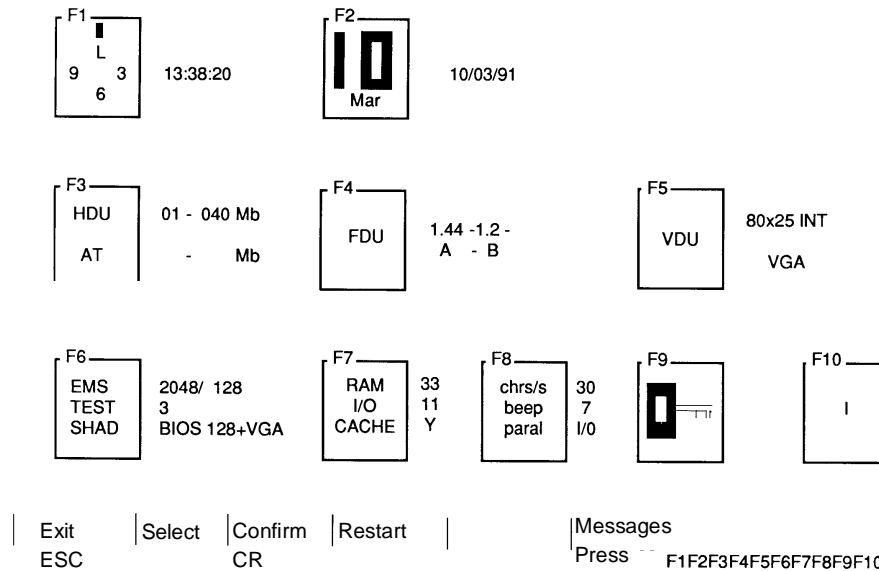 F1
F2
L
9 3
6
13:38:20
10
Mar
10/03/91
F3
HDU 01 - 040 Mb
AT - Mb
F4
FDU
1.44 -1.2 -
A - B
F5
VDU
80x25 INT
VGA
F6
EMS 2048/ 128
TEST 3
SHAD BIOS 128+VGA
F7
RAM 33
I/O 11
CACHE Y
F8
chrs/s 30
beep 7
paral I/0
F9
F10
I
Exit Select Confirm Restart Messages
ESC CR Press F1F2F3F4F5F6F7F8F9F10